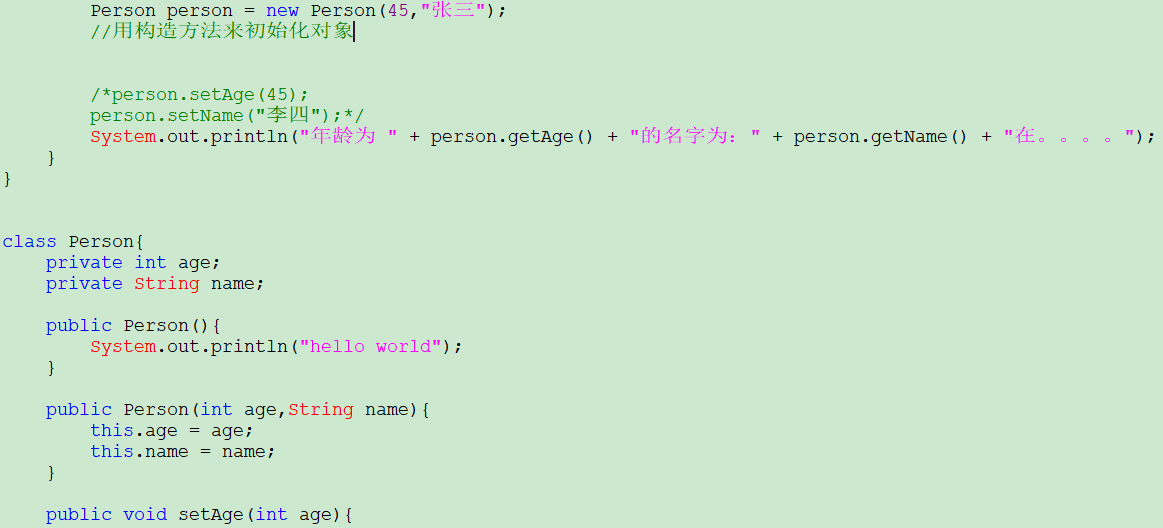 Person person = new Person(45,"张三");
//用构造方法来初始化对象
/*person.setAge(45);
person.setName("李四");*/
System.out.println("年龄为 " + person.getAge() + "的名字为：" + person.getName() + "在。。。。");
}
}
class Person{
private int age;
private String name;
public Person(){
System.out.println("hello world");
}
public Person(int age,String name){
this.age = age;
this.name = name;
}
public void setAge(int age){